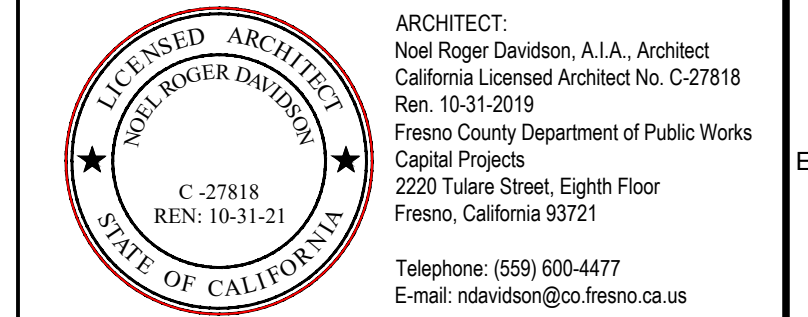 LICENSED ARCHITECT
NOEL ROGER DAVIDSON
C -27818
REN: 10-31-21
STATE OF CALIFORNIA
ARCHITECT:
Noel Roger Davidson, A.I.A., Architect
California Licensed Architect No. C-27818
Ren. 10-31-2019
Fresno County Department of Public Works
Capital Projects
2220 Tulare Street, Eighth Floor
Fresno, California 93721
Telephone: (559) 600-4477
E-mail: ndavidson@co.fresno.ca.us
E